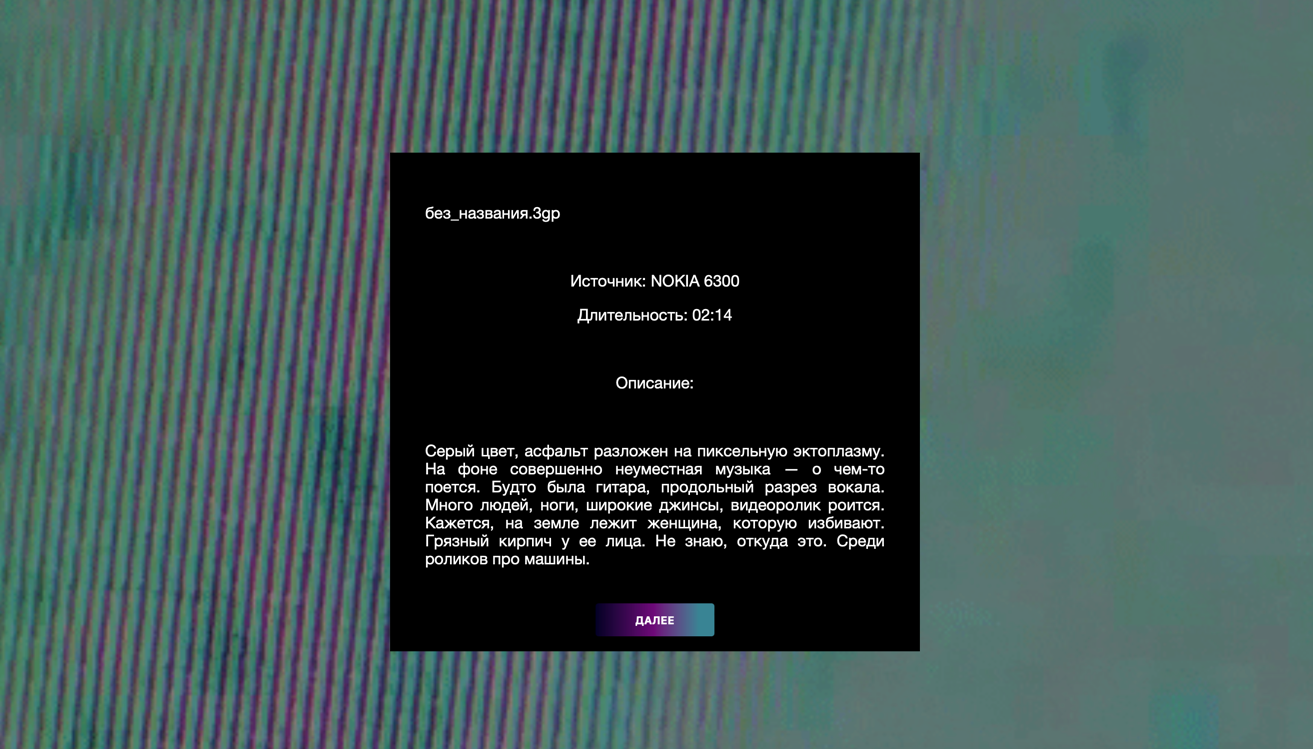 без_названия.3gp
Источник: NOKIA 6300
Длительность: 02:14
Описание:
Серый цвет, асфальт разложен на пиксельную эктоплазму.
На фоне совершенно неуместная музыка — о чем-то
поется. Будто была гитара, продольный разрез вокала.
Много людей, ноги, широкие джинсы, видеоролик роится.
Кажется, на земле лежит женщина, которую избивают.
Грязный кирпич у ее лица. Не знаю, откуда это. Среди
роликов про машины.
ДАЛЕЕ